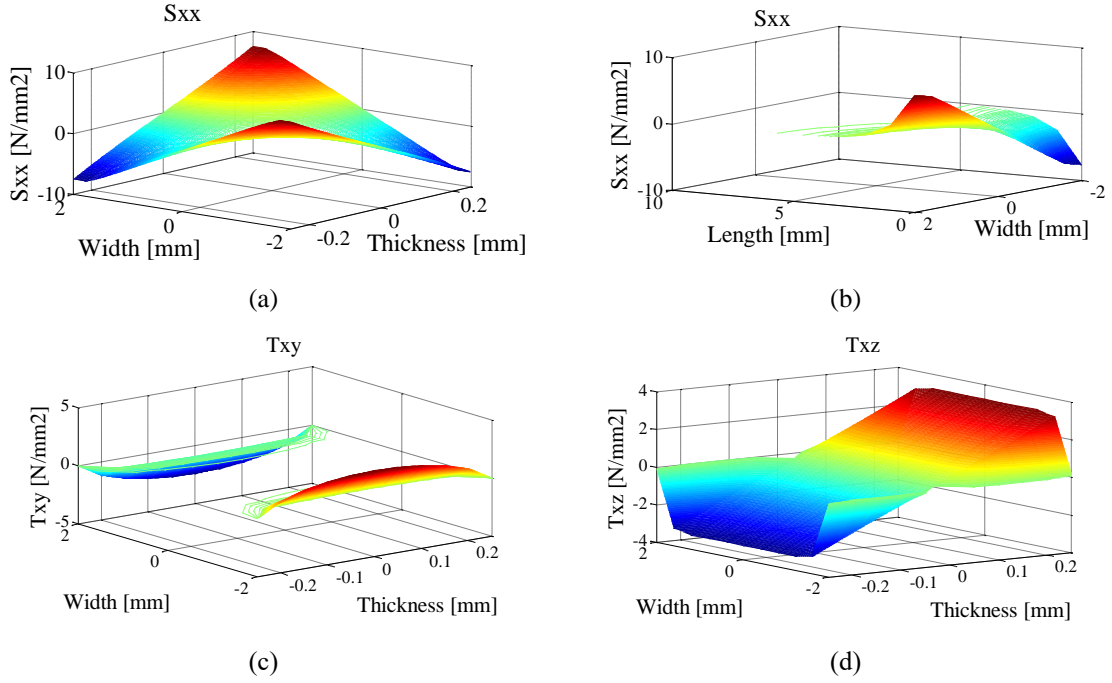 Sxx
10
0
-10
Sxx [N/mm2]
2
0
-2
Width [mm]
-0.2
0
0.2
Thickness [mm]
(a)
Sxx
10
0
-10
Sxx [N/mm2]
10
5
0
Length [mm]
2
0
-2
Width [mm]
(b)
Txy
5
0
-5
Txy [N/mm2]
2
0
-2
Width [mm]
-0.2
-0.1
0
0.1
0.2
Thickness [mm]
(c)
Txz
4
2
0
-2
-4
Txz [N/mm2]
2
0
-2
Width [mm]
-0.2
-0.1
0
0.1
0.2
Thickness [mm]
(d)